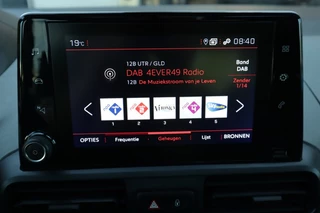 19°C
09:40
12B UTR / GLD
Band
DAB
DAB 4EVER49 Radio
12B De Muziekstroom van je Leven
Zender
1/14
1 2 3 4 5
OPTIES Frequentie Geheugen Lijst BRONNEN